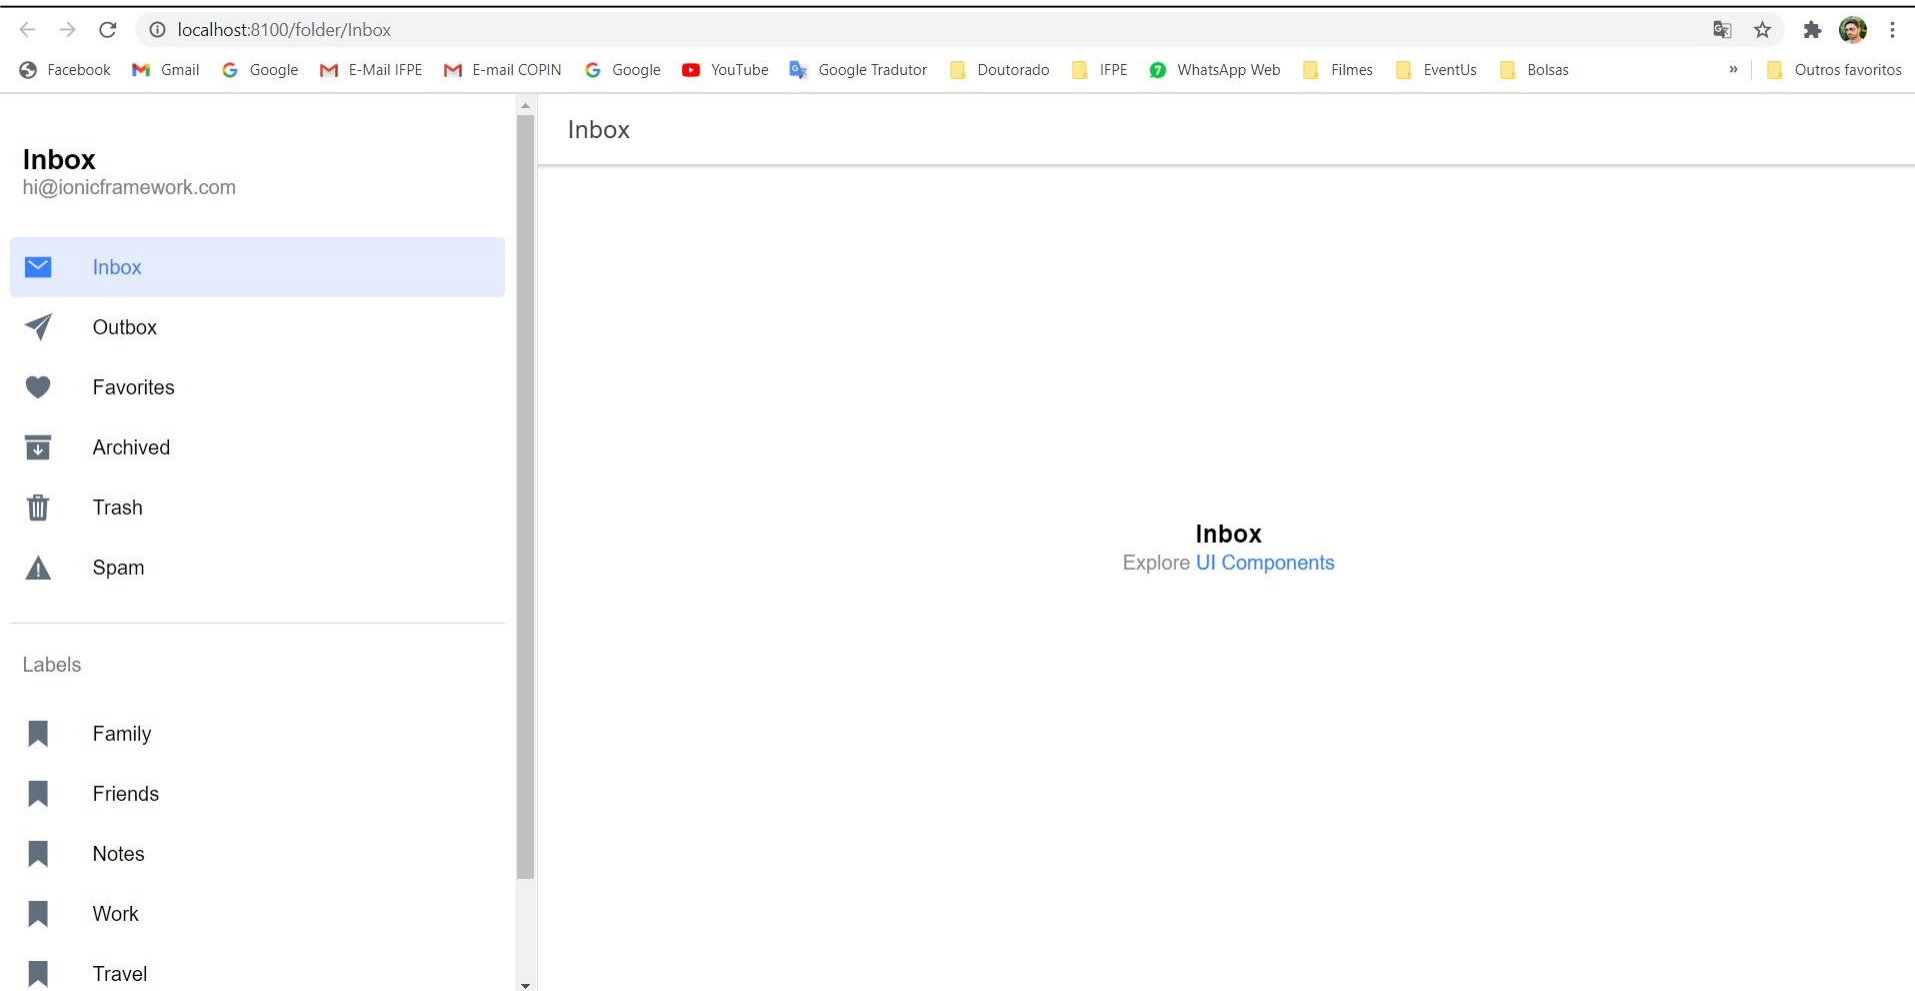 localhost:8100/folder/Inbox
Facebook Gmail Google E-Mail IFPE E-mail COPIN Google YouTube Google Tradutor Doutorado IFPE 7 WhatsApp Web Filmes EventUs Bolsas » Outros favoritos
Inbox
Inbox
hi@ionicframework.com
Inbox
Outbox
Favorites
Archived
Trash
Spam
Labels
Family
Friends
Notes
Work
Travel
Inbox
Explore UI Components